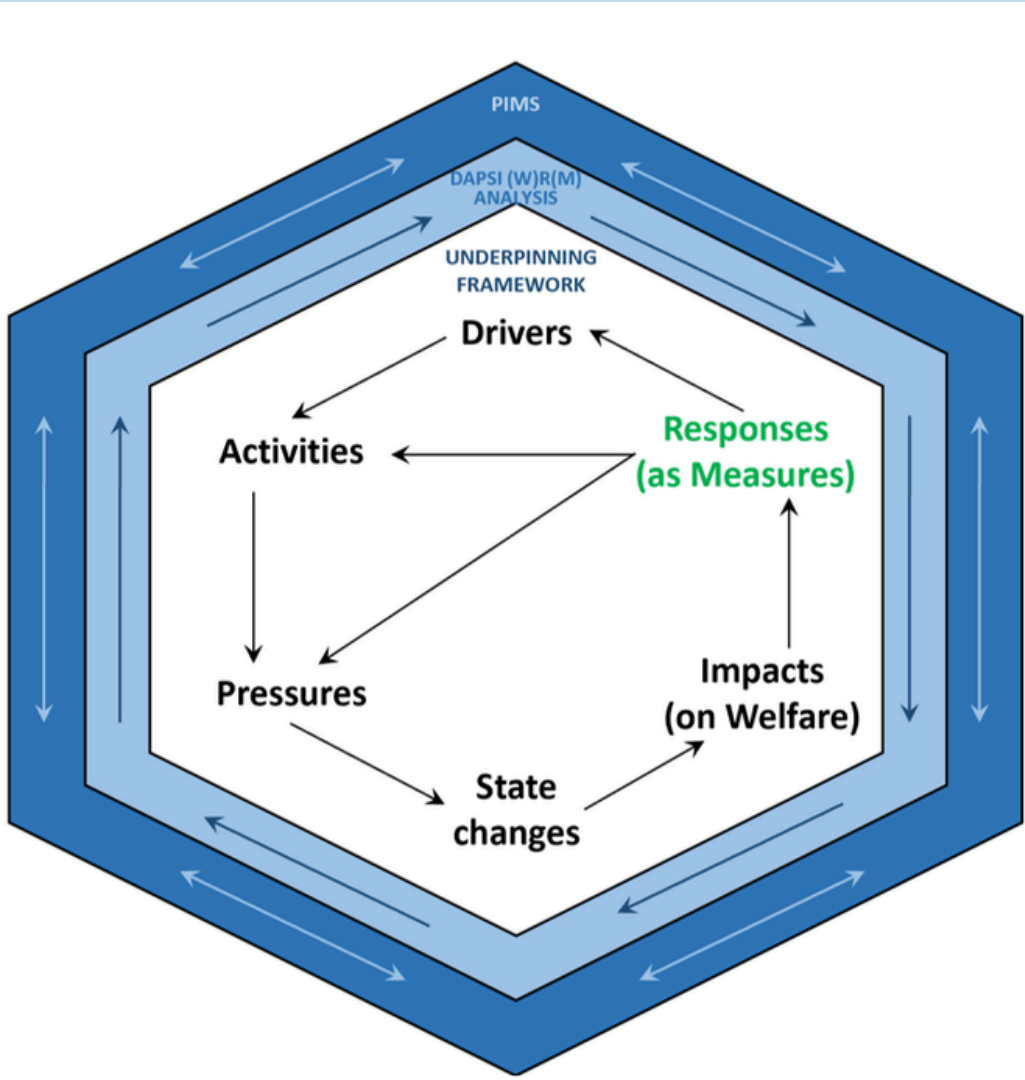 PIMS
DAPSI (W)R(M)
ANALYSIS
UNDERPINNING
FRAMEWORK
Drivers
Activities
Responses
(as Measures)
Pressures
Impacts
(on Welfare)
State
changes